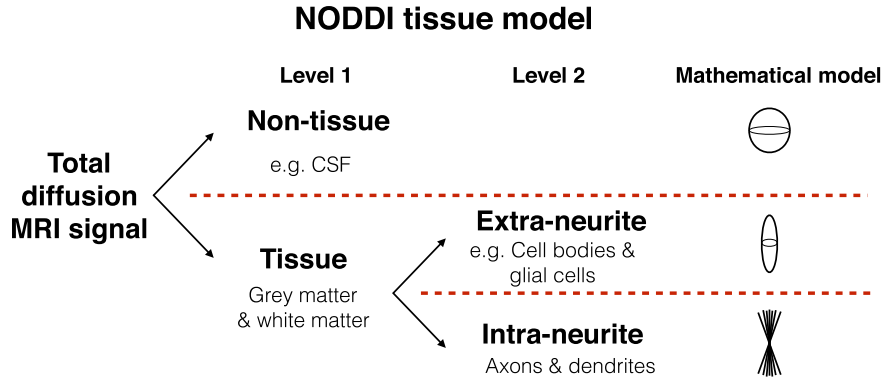 NODDI tissue model
Level 1
Level 2
Mathematical model
Non-tissue
e.g. CSF
Total
diffusion
MRI signal
Extra-neurite
e.g. Cell bodies &
glial cells
Tissue
Grey matter
& white matter
Intra-neurite
Axons & dendrites